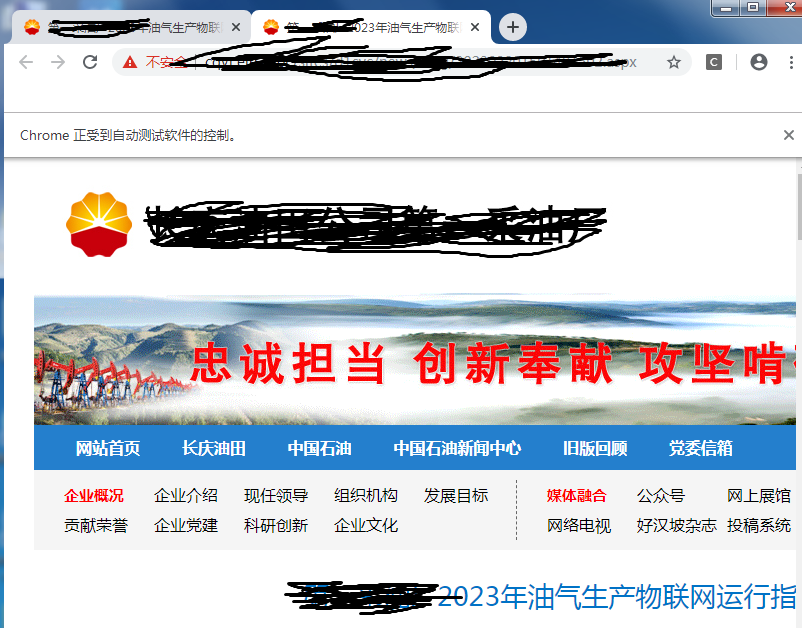 年油气生产物联
2023年油气生产物联
不安全
.aspx
Chrome 正受到自动测试软件的控制。
采油厂
忠诚担当 创新奉献 攻坚啃
网站首页 长庆油田 中国石油 中国石油新闻中心 旧版回顾 党委信箱
企业概况 企业介绍 现任领导 组织机构 发展目标 媒体融合 公众号 网上展馆
贡献荣誉 企业党建 科研创新 企业文化 网络电视 好汉坡杂志 投稿系统
2023年油气生产物联网运行指